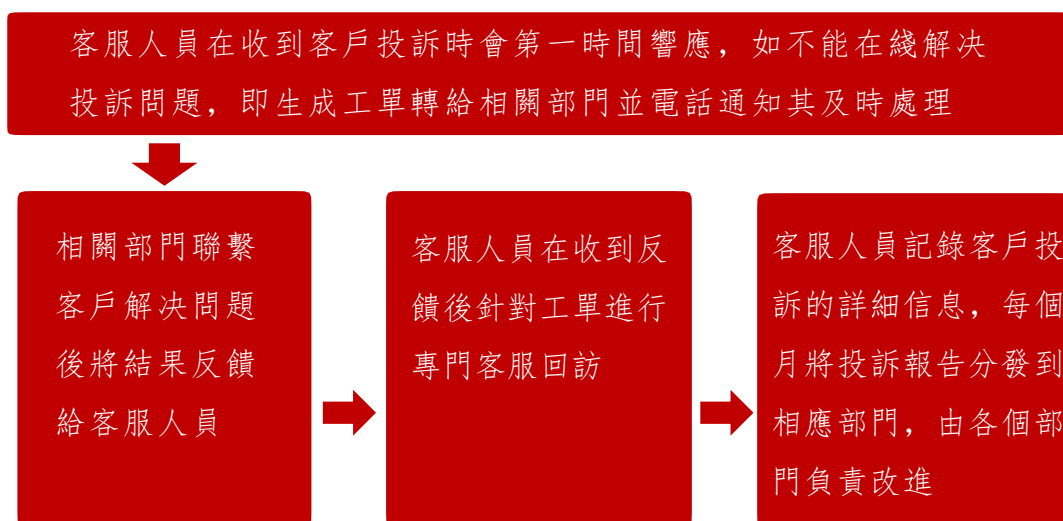 客服人員在收到客戶投訴時會第一時間響應，如不能在綫解决
投訴問題，即生成工單轉給相關部門並電話通知其及時處理
相關部門聯繫
客戶解决問題
後將結果反饋
給客服人員
客服人員在收到反
饋後針對工單進行
專門客服回訪
客服人員記錄客戶投
訴的詳細信息，每個
月將投訴報告分發到
相應部門，由各個部
門負責改進